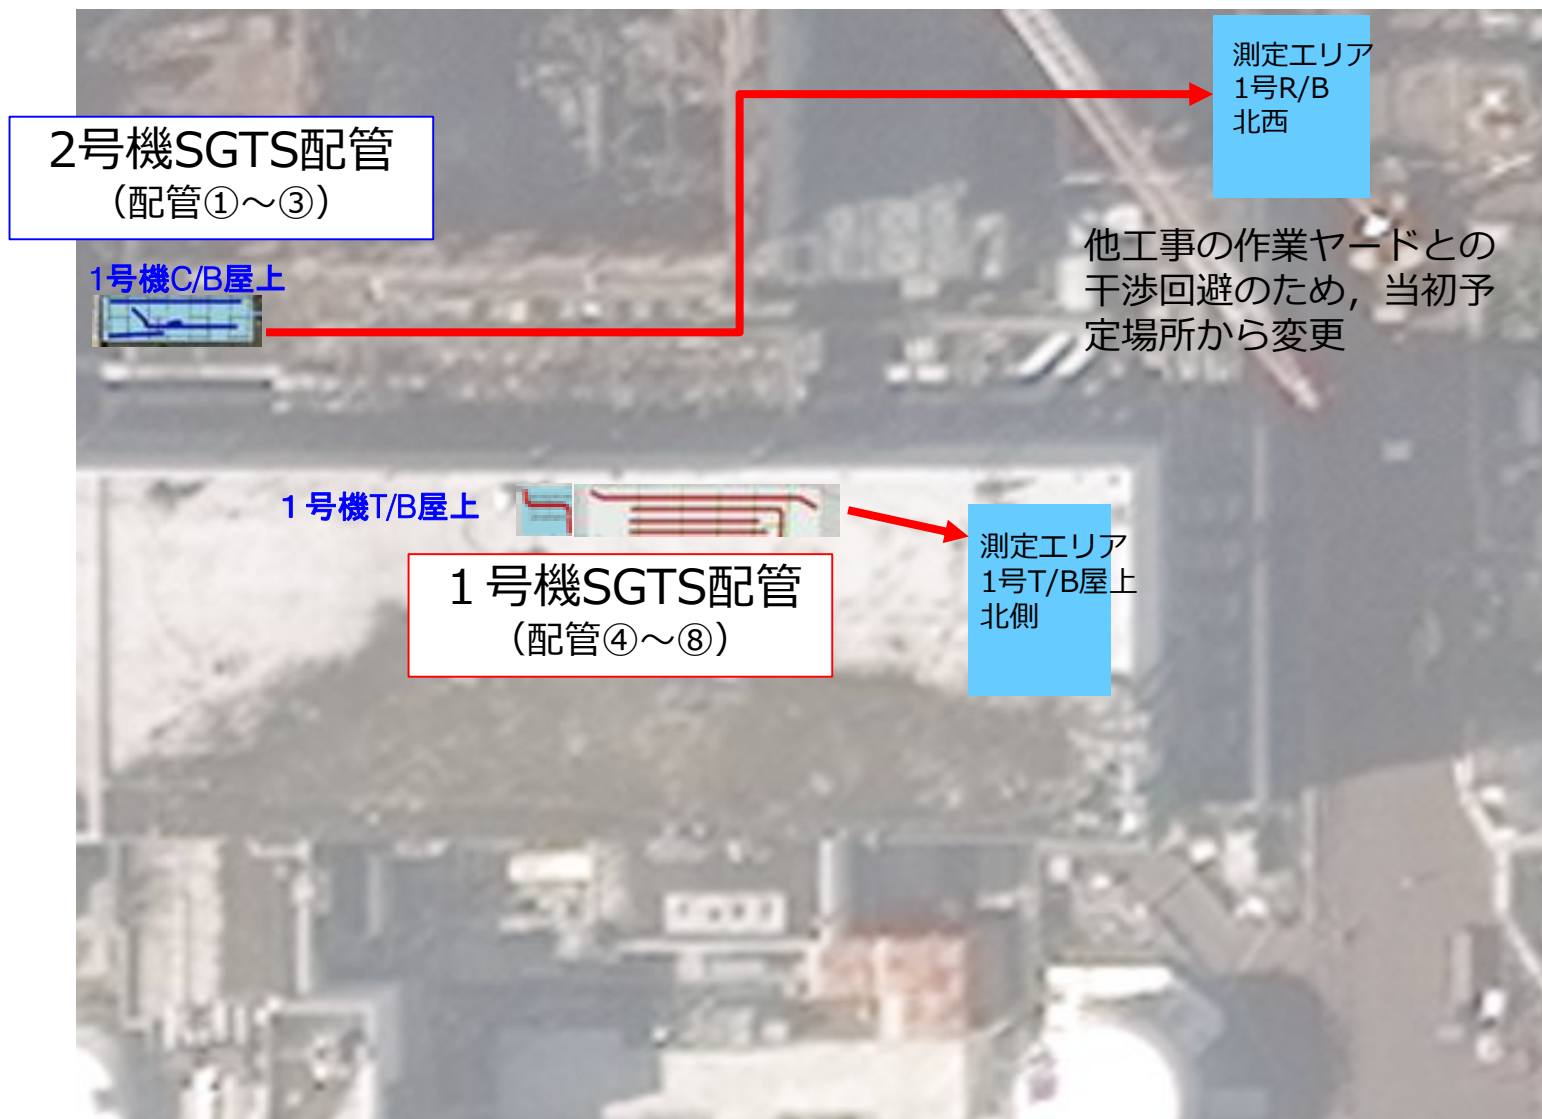 測定エリア
1号R/B
北西
2号機SGTS配管
（配管①～③）
他工事の作業ヤードとの
干渉回避のため，当初予
定場所から変更
1号機C/B屋上
１号機T/B屋上
測定エリア
1号T/B屋上
北側
１号機SGTS配管
（配管④～⑧）